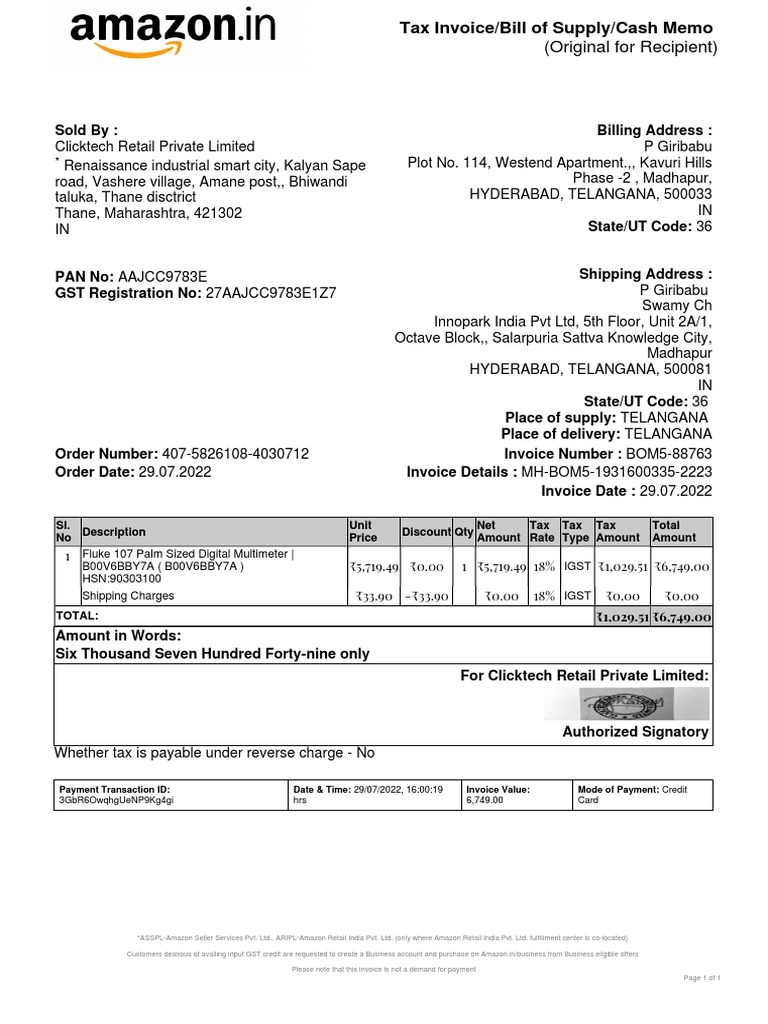 amazon.in
Tax Invoice/Bill of Supply/Cash Memo
(Original for Recipient)
Sold By :
Clicktech Retail Private Limited
* Renaissance industrial smart city, Kalyan Sape
road, Vashere village, Amane post,, Bhiwandi
taluka, Thane disctrict
Thane, Maharashtra, 421302
IN
Billing Address :
P Giribabu
Plot No. 114, Westend Apartment.,, Kavuri Hills
Phase -2 , Madhapur,
HYDERABAD, TELANGANA, 500033
IN
State/UT Code: 36
PAN No: AAJCC9783E
GST Registration No: 27AAJCC9783E1Z7
Shipping Address :
P Giribabu
Swamy Ch
Innopark India Pvt Ltd, 5th Floor, Unit 2A/1,
Octave Block,, Salarpuria Sattva Knowledge City,
Madhapur
HYDERABAD, TELANGANA, 500081
IN
State/UT Code: 36
Place of supply: TELANGANA
Place of delivery: TELANGANA
Order Number: 407-5826108-4030712
Order Date: 29.07.2022
Invoice Number : BOM5-88763
Invoice Details : MH-BOM5-1931600335-2223
Invoice Date : 29.07.2022
Sl. No Description Unit Price Discount Qty Net Amount Tax Rate Tax Type Tax Amount Total Amount
1 Fluke 107 Palm Sized Digital Multimeter |
B00V6BBY7A ( B00V6BBY7A ) ₹5,719.49 ₹0.00 1 ₹5,719.49 18% IGST ₹1,029.51 ₹6,749.00
HSN:90303100
Shipping Charges ₹33.90 -₹33.90 ₹0.00 18% IGST ₹0.00 ₹0.00
TOTAL: ₹1,029.51 ₹6,749.00
Amount in Words:
Six Thousand Seven Hundred Forty-nine only
For Clicktech Retail Private Limited:
Authorized Signatory
Whether tax is payable under reverse charge - No
Payment Transaction ID: Date & Time: 29/07/2022, 16:00:19 Invoice Value: Mode of Payment: Credit
3GbR6OwqhgUeNP9Kg4gi hrs 6,749.00 Card
*ASSPL-Amazon Seller Services Pvt. Ltd., ARIPL-Amazon Retail India Pvt. Ltd. (only where Amazon Retail India Pvt. Ltd. fulfillment center is co-located)
Customers desirous of availing input GST credit are requested to create a Business account and purchase on Amazon.in/business from Business eligible offers
Please note that this invoice is not a demand for payment
Page 1 of 1